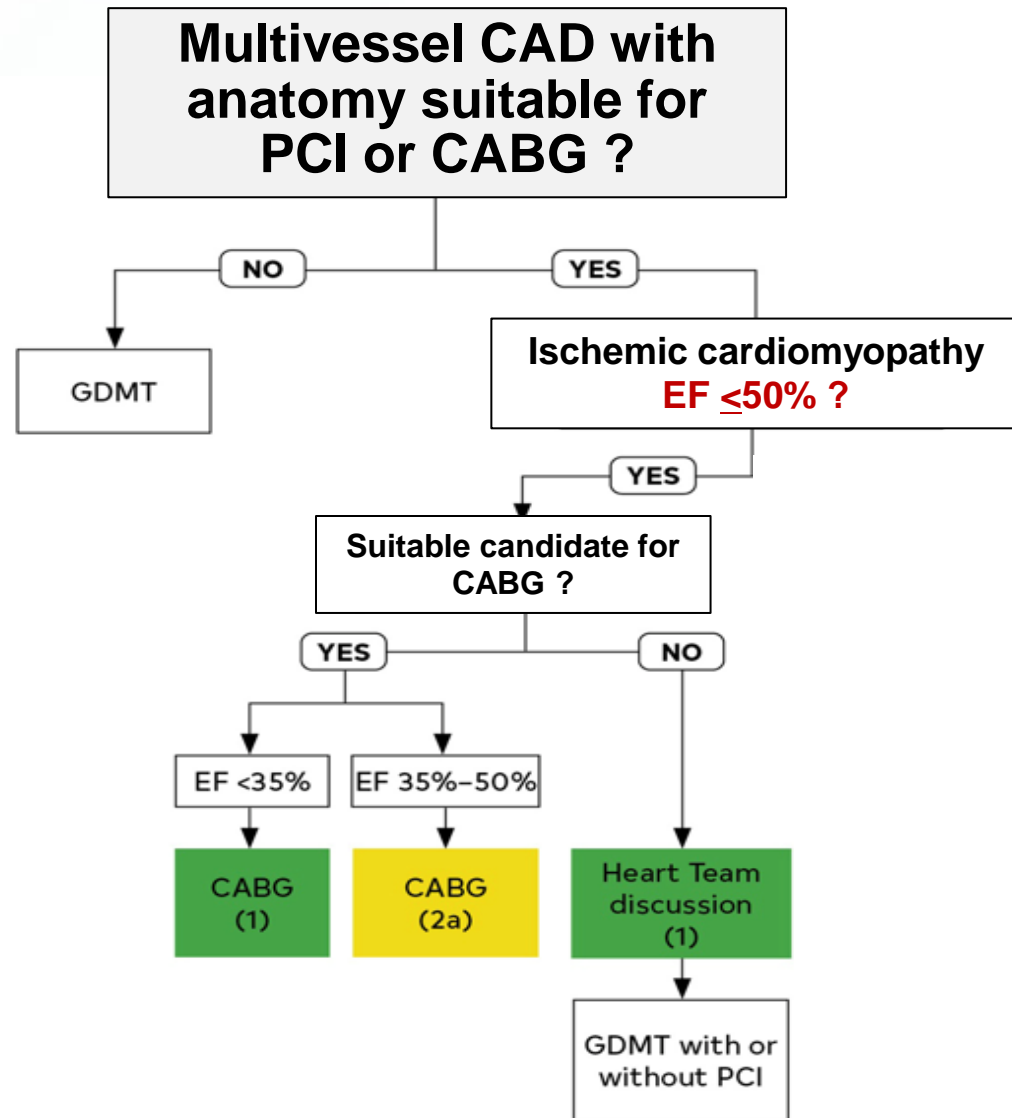 Multivessel CAD with
anatomy suitable for
PCI or CABG ?
NO
YES
GDMT
Ischemic cardiomyopathy
EF ≤50% ?
YES
Suitable candidate for
CABG ?
YES
NO
EF <35%
EF 35%–50%
CABG
(1)
CABG
(2a)
Heart Team
discussion
(1)
GDMT with or
without PCI